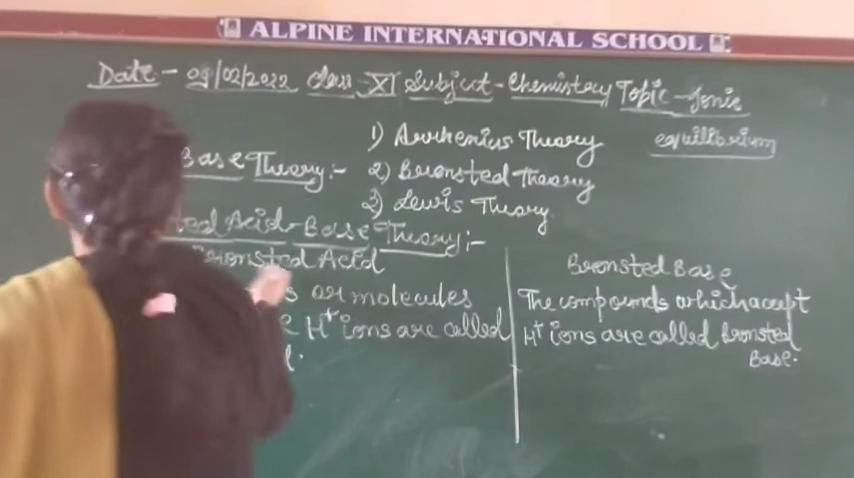 ALPINE INTERNATIONAL SCHOOL
Date - 09/02/2022 Class - XI Subject - Chemistry Topic - Ionic equilibrium
Base Theory :-
1) Arrhenius Theory
2) Bronsted Theory
3) Lewis Theory
Acid-Base Theory :-
Bronsted Acid
or molecules
H+ ions are called
Bronsted Base
The compounds which accept
H+ ions are called Bronsted
Base.